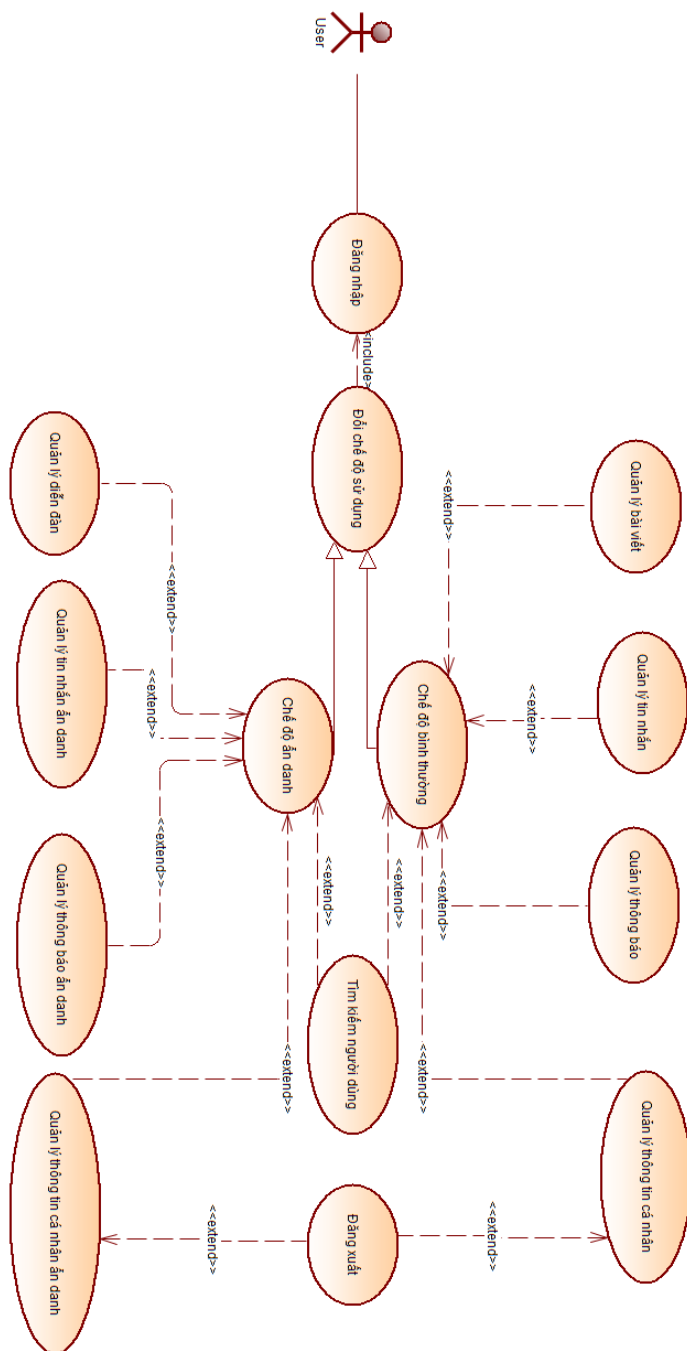 Quản lý bài viết
Quản lý tin nhắn
Quản lý thông báo
Quản lý thông tin cá nhân
<<extend>>
<<extend>>
<<extend>>
<<extend>>
<<extend>>
Chế độ bình thường
<<extend>>
<include>
Đăng nhập
Đổi chế độ sử dụng
Tìm kiếm người dùng
Đăng xuất
User
<<extend>>
Chế độ ẩn danh
<<extend>>
<<extend>>
<<extend>>
<<extend>>
<<extend>>
Quản lý diễn đàn
Quản lý tin nhắn ẩn danh
Quản lý thông báo ẩn danh
Quản lý thông tin cá nhân ẩn danh